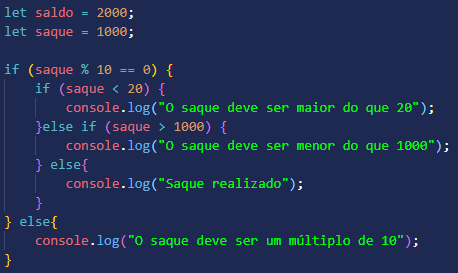 let saldo = 2000;
let saque = 1000;

if (saque % 10 == 0) {
    if (saque < 20) {
        console.log("O saque deve ser maior do que 20");
    }else if (saque > 1000) {
        console.log("O saque deve ser menor do que 1000");
    } else{
        console.log("Saque realizado");
    }
} else{
    console.log("O saque deve ser um múltiplo de 10");
}